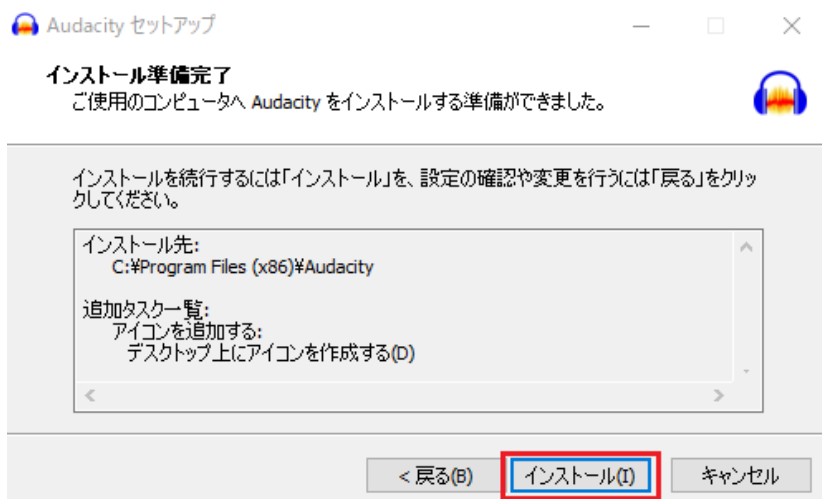 Audacity セットアップ
インストール準備完了
ご使用のコンピュータへ Audacity をインストールする準備ができました。
インストールを続行するには「インストール」を、設定の確認や変更を行うには「戻る」をクリッ
クしてください。
インストール先:
C:¥Program Files (x86)¥Audacity
追加タスク一覧:
アイコンを追加する:
デスクトップ上にアイコンを作成する(D)
< 戻る(B)
インストール(I)
キャンセル